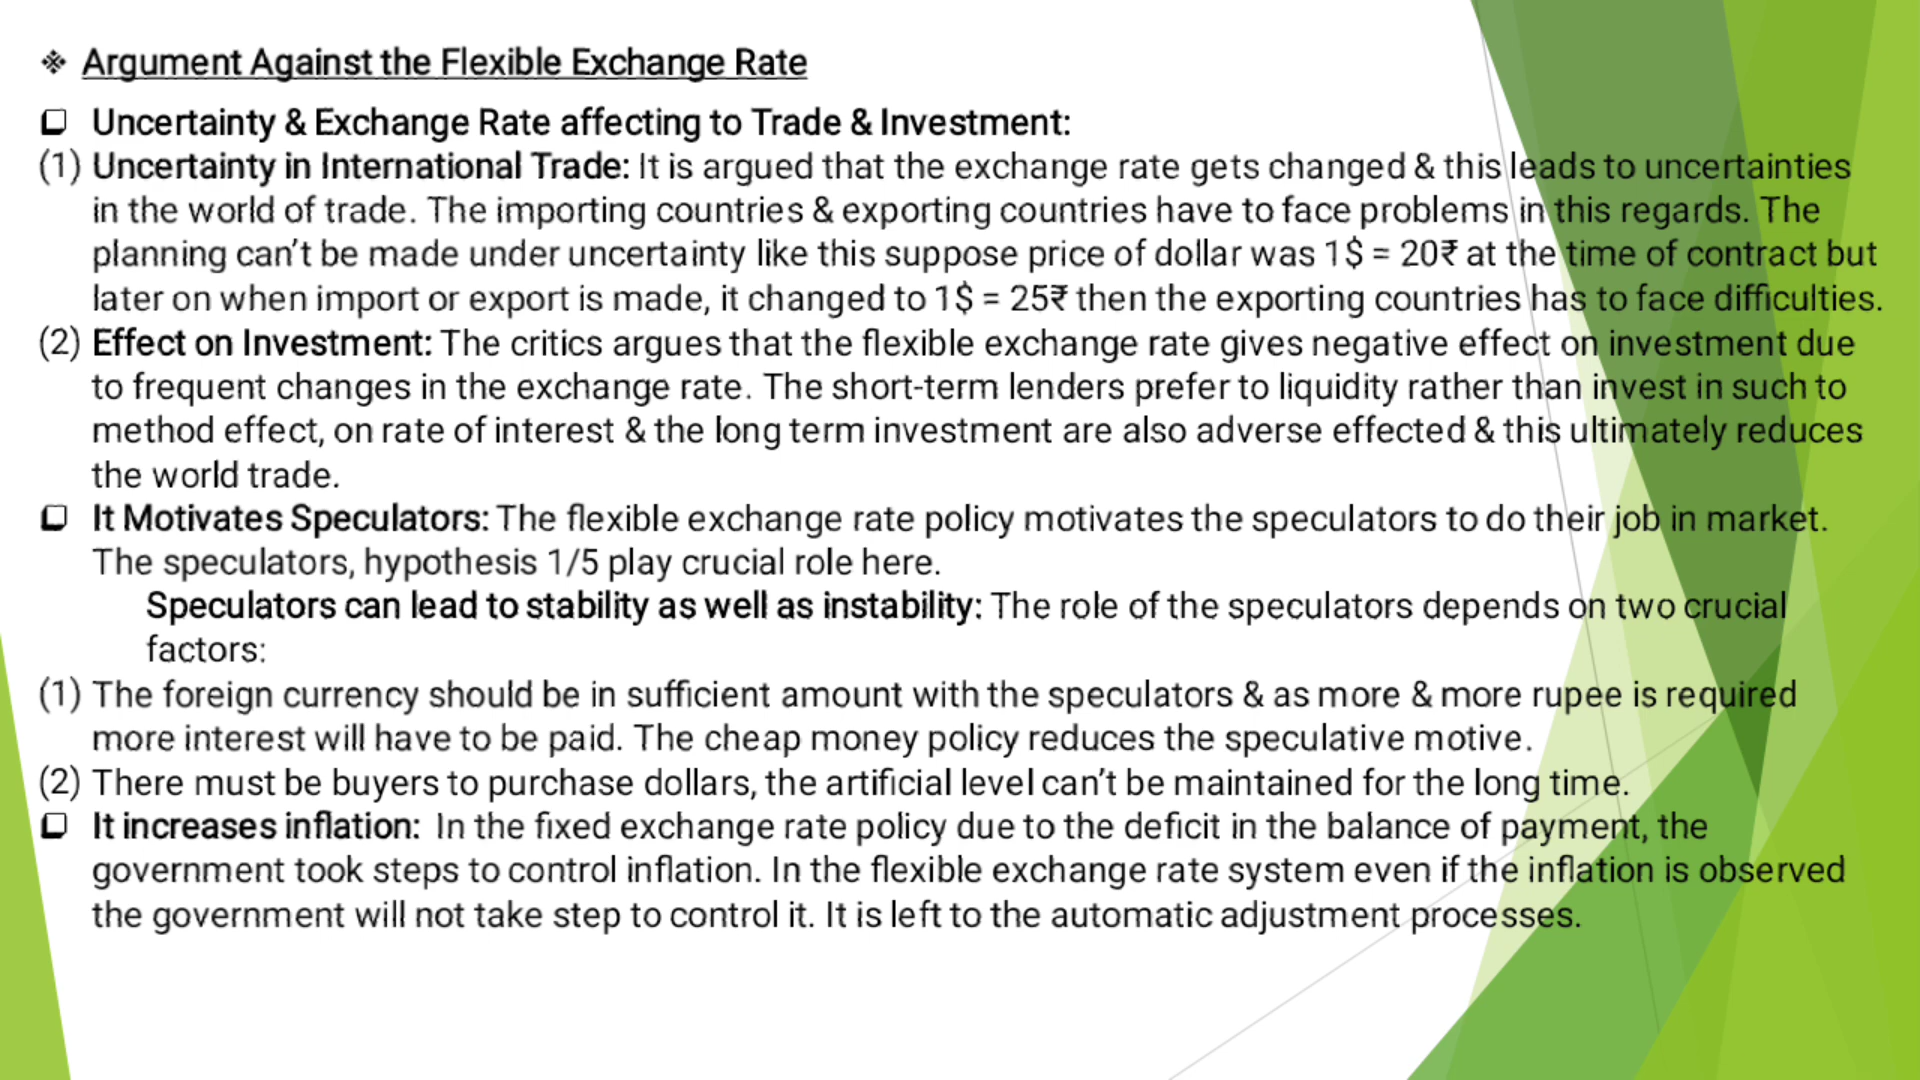 ❖ Argument Against the Flexible Exchange Rate
❑ Uncertainty & Exchange Rate affecting to Trade & Investment:
(1) Uncertainty in International Trade: It is argued that the exchange rate gets changed & this leads to uncertainties
in the world of trade. The importing countries & exporting countries have to face problems in this regards. The
planning can't be made under uncertainty like this suppose price of dollar was 1$ = 20₹ at the time of contract but
later on when import or export is made, it changed to 1$ = 25₹ then the exporting countries has to face difficulties.
(2) Effect on Investment: The critics argues that the flexible exchange rate gives negative effect on investment due
to frequent changes in the exchange rate. The short-term lenders prefer to liquidity rather than invest in such to
method effect, on rate of interest & the long term investment are also adverse effected & this ultimately reduces
the world trade.
❑ It Motivates Speculators: The flexible exchange rate policy motivates the speculators to do their job in market.
The speculators, hypothesis 1/5 play crucial role here.
Speculators can lead to stability as well as instability: The role of the speculators depends on two crucial
factors:
(1) The foreign currency should be in sufficient amount with the speculators & as more & more rupee is required
more interest will have to be paid. The cheap money policy reduces the speculative motive.
(2) There must be buyers to purchase dollars, the artificial level can't be maintained for the long time.
❑ It increases inflation: In the fixed exchange rate policy due to the deficit in the balance of payment, the
government took steps to control inflation. In the flexible exchange rate system even if the inflation is observed
the government will not take step to control it. It is left to the automatic adjustment processes.